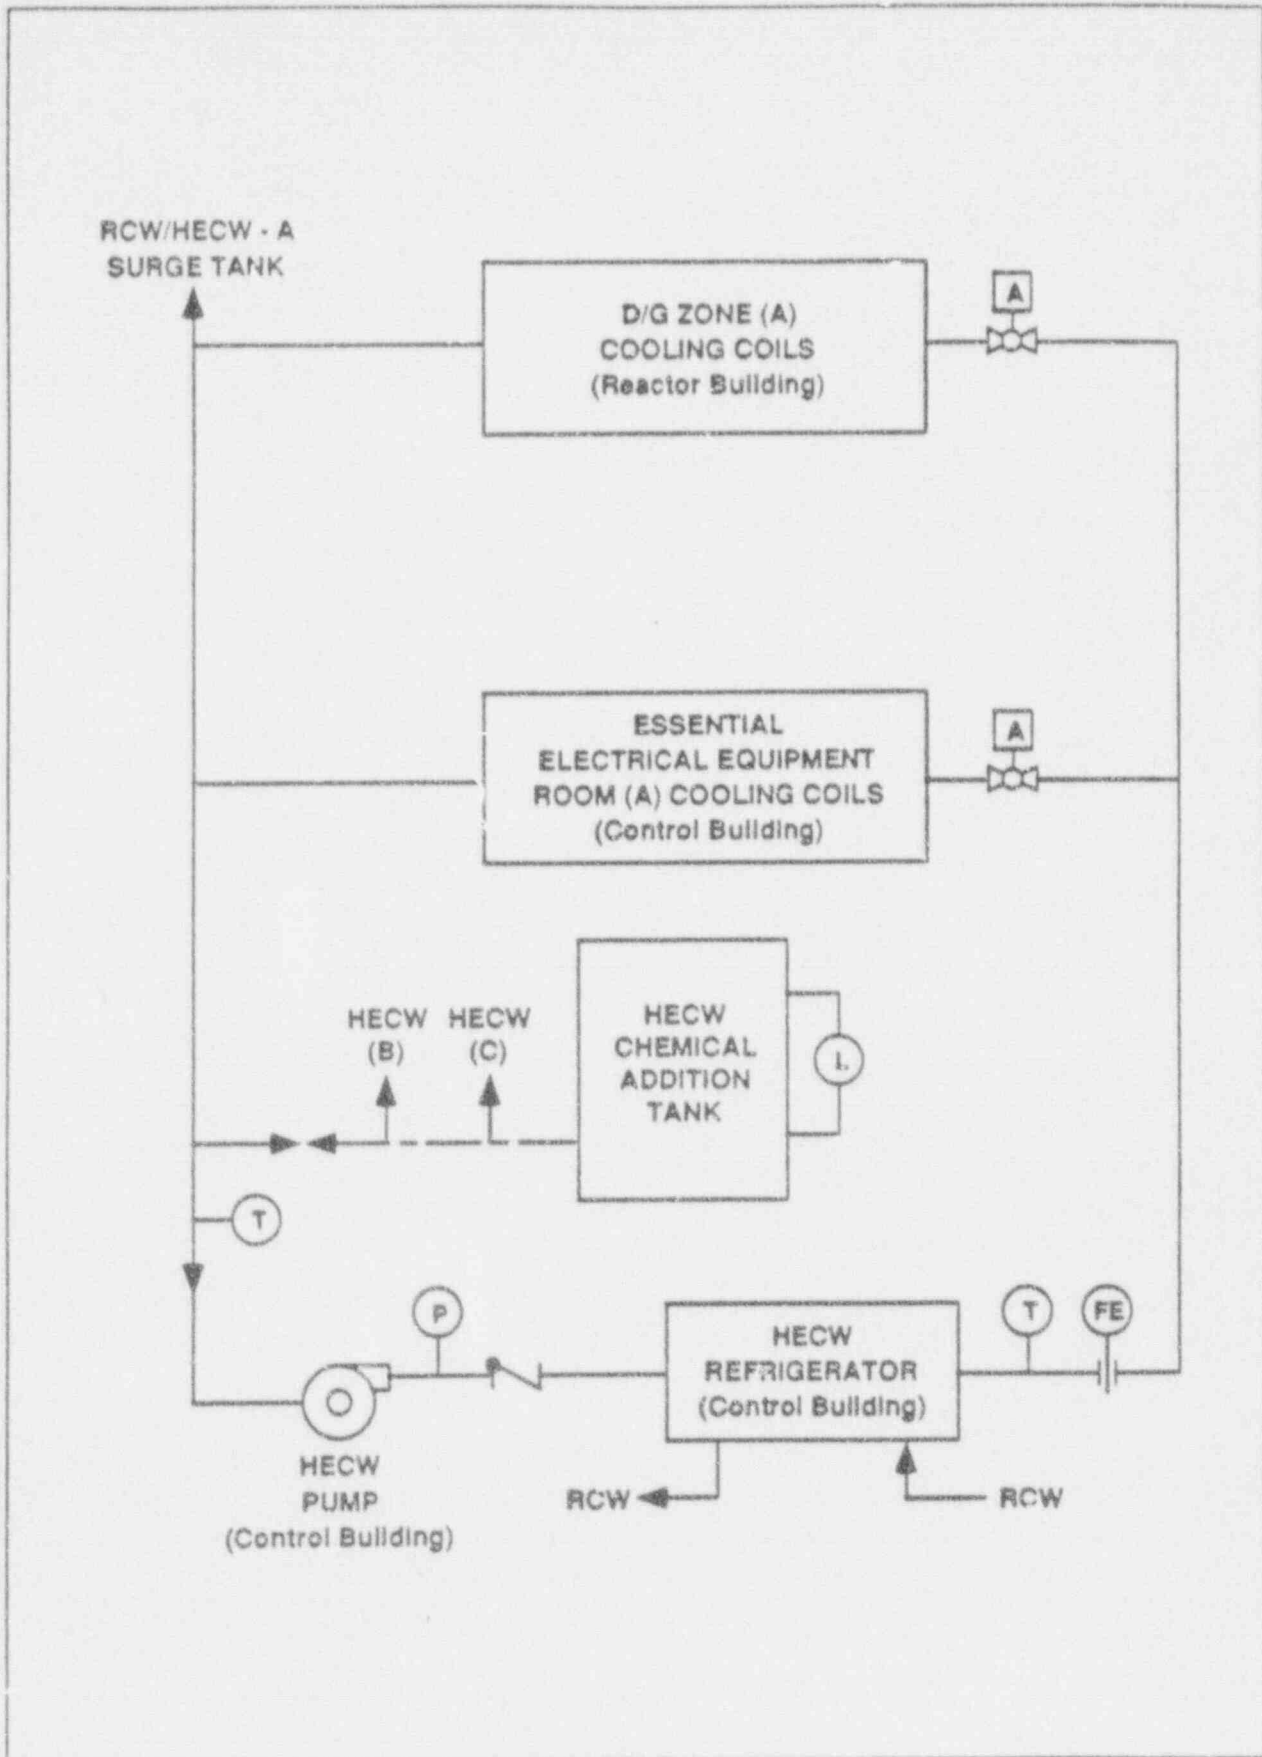 RCW/HECW - A
SURGE TANK
D/G ZONE (A)
COOLING COILS
(Reactor Building)
A
ESSENTIAL
ELECTRICAL EQUIPMENT
ROOM (A) COOLING COILS
(Control Building)
A
HECW
(B)
HECW
(C)
HECW
CHEMICAL
ADDITION
TANK
L
T
P
HECW
REFRIGERATOR
(Control Building)
T
FE
HECW
PUMP
(Control Building)
RCW
RCW